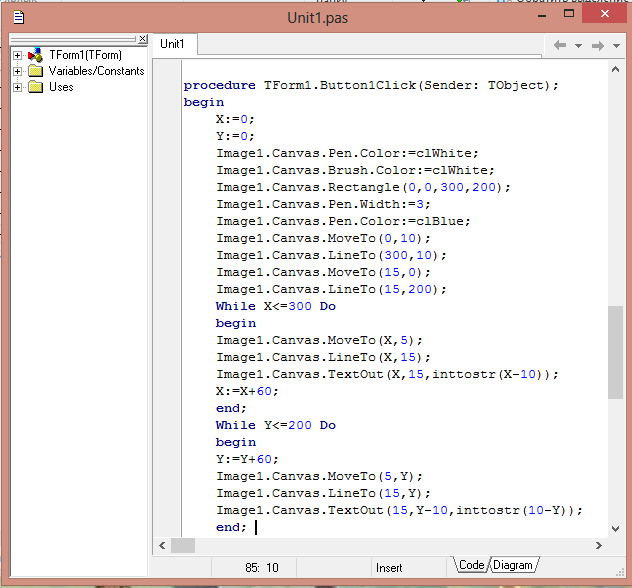 Unit1.pas
TForm1(TForm)
Variables/Constants
Uses
Unit1
procedure TForm1.Button1Click(Sender: TObject);
begin
X:=0;
Y:=0;
Image1.Canvas.Pen.Color:=clWhite;
Image1.Canvas.Brush.Color:=clWhite;
Image1.Canvas.Rectangle(0,0,300,200);
Image1.Canvas.Pen.Width:=3;
Image1.Canvas.Pen.Color:=clBlue;
Image1.Canvas.MoveTo(0,10);
Image1.Canvas.LineTo(300,10);
Image1.Canvas.MoveTo(15,0);
Image1.Canvas.LineTo(15,200);
While X<=300 Do
begin
Image1.Canvas.MoveTo(X,5);
Image1.Canvas.LineTo(X,15);
Image1.Canvas.TextOut(X,15,inttostr(X-10));
X:=X+60;
end;
While Y<=200 Do
begin
Y:=Y+60;
Image1.Canvas.MoveTo(5,Y);
Image1.Canvas.LineTo(15,Y);
Image1.Canvas.TextOut(15,Y-10,inttostr(10-Y));
end;
85: 10
Insert
Code
Diagram